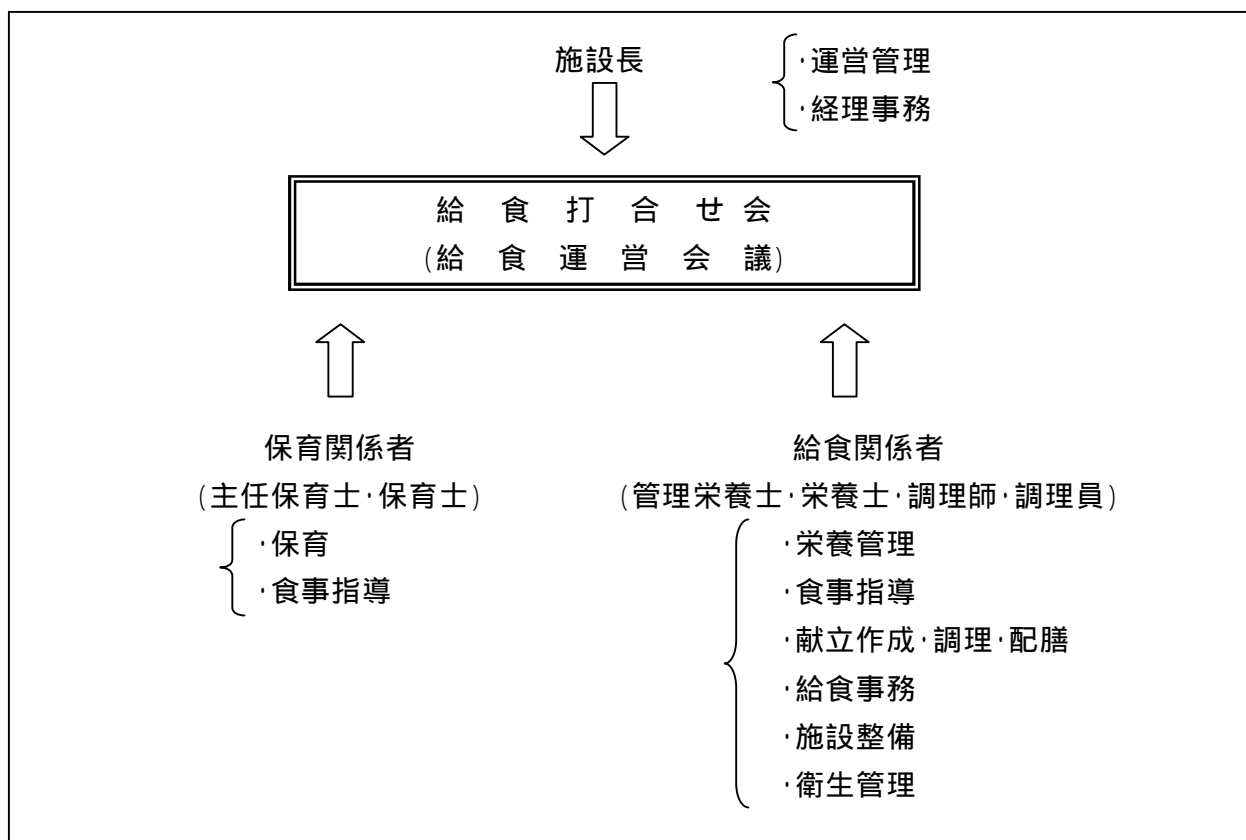 施設長
・運営管理
・経理事務
給食打合せ会
(給食運営会議)
保育関係者
(主任保育士・保育士)
・保育
・食事指導
給食関係者
(管理栄養士・栄養士・調理師・調理員)
・栄養管理
・食事指導
・献立作成・調理・配膳
・給食事務
・施設整備
・衛生管理